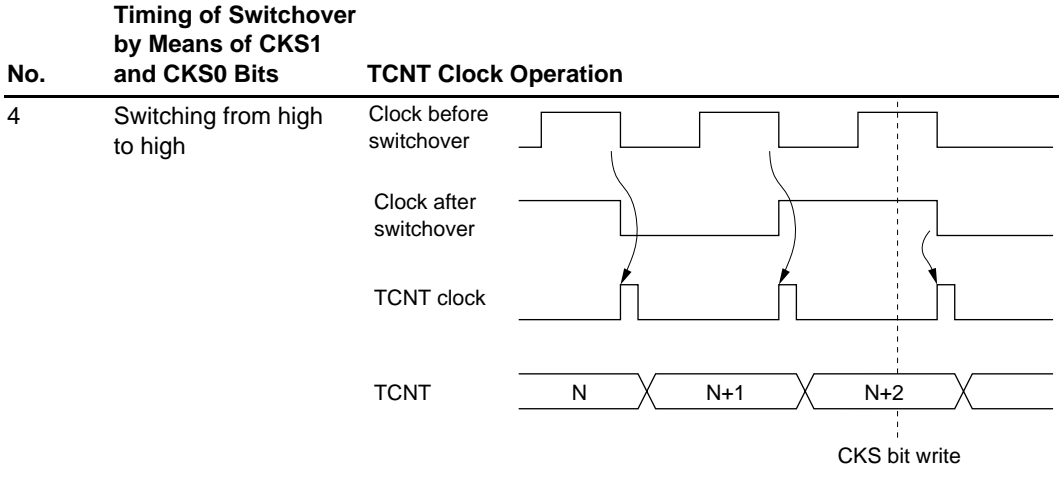 Timing of Switchover
by Means of CKS1
No. and CKS0 Bits TCNT Clock Operation
4 Switching from high Clock before
to high switchover
Clock after
switchover
TCNT clock
TCNT N N+1 N+2
CKS bit write